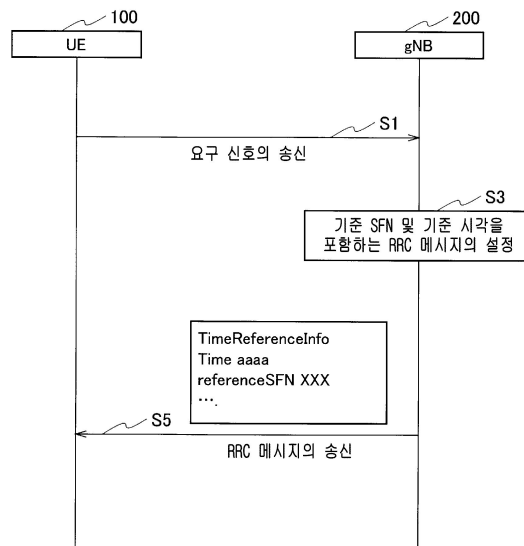 100
200
UE
gNB
S1
요구 신호의 송신
S3
기준 SFN 및 기준 시각을
포함하는 RRC 메시지의 설정
TimeReferenceInfo
Time aaaa
referenceSFN XXX
….
S5
RRC 메시지의 송신